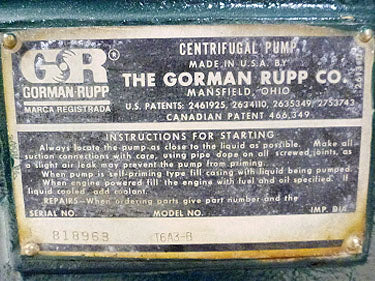 GR®
GORMAN-RUPP
MARCA REGISTRADA
CENTRIFUGAL PUMP
MADE IN U.S.A. BY
THE GORMAN RUPP CO.
MANSFIELD, OHIO
U.S. PATENTS: 2461925, 2634110, 2635349, 2753743
CANADIAN PATENT 466,349
INSTRUCTIONS FOR STARTING
Always locate the pump as close to the liquid as possible. Make all
suction connections with care, using pipe dope on all screwed joints, as
a slight air leak may prevent the pump from priming.
When pump is self-priming type fill casing with liquid being pumped
When engine powered fill the engine with fuel and oil specified. If
liquid cooled add coolant.
REPAIRS—When ordering parts give part number and the
SERIAL NO. MODEL NO. IMP. DIA.
818969 T6A3-B